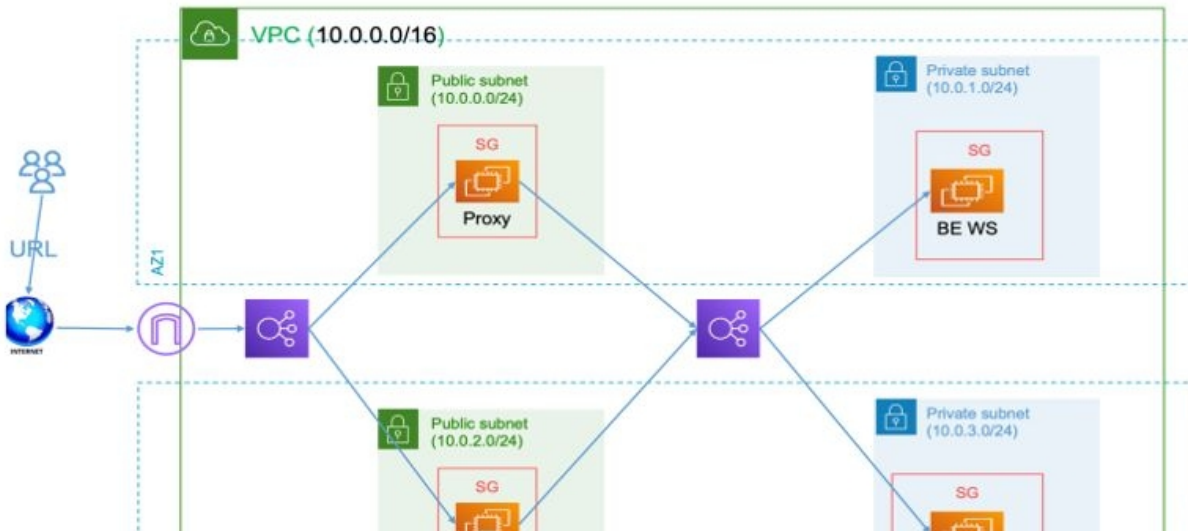 VPC (10.0.0.0/16)
Public subnet
(10.0.0.0/24)
SG
Proxy
Private subnet
(10.0.1.0/24)
SG
BE WS
URL
AZ1
INTERNET
Public subnet
(10.0.2.0/24)
SG
Private subnet
(10.0.3.0/24)
SG